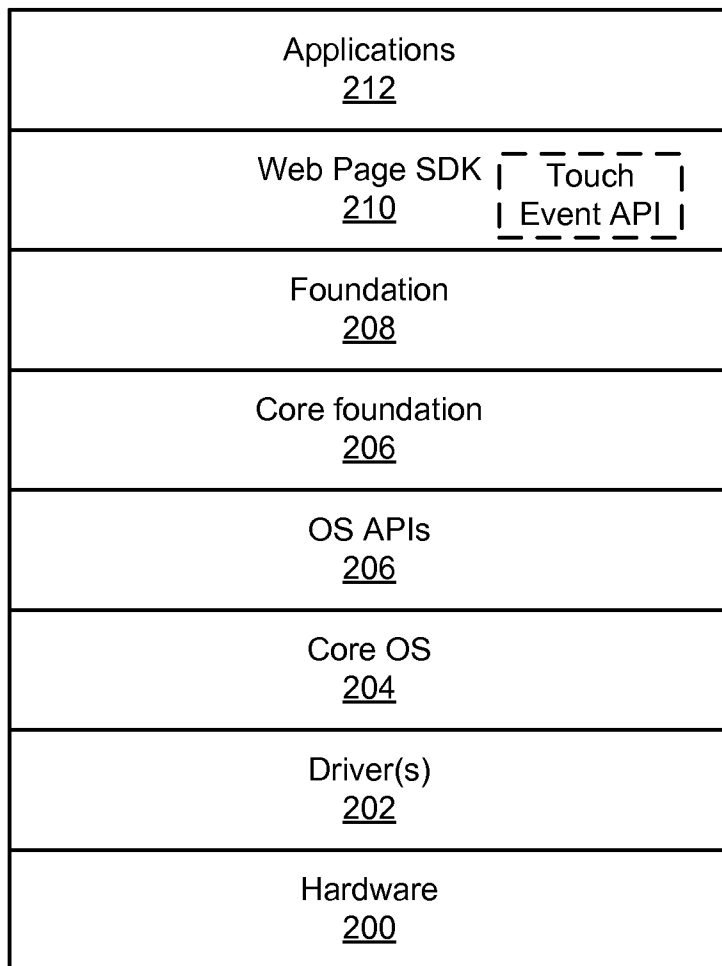 Applications
212
Web Page SDK
210
Touch
Event API
Foundation
208
Core foundation
206
OS APIs
206
Core OS
204
Driver(s)
202
Hardware
200